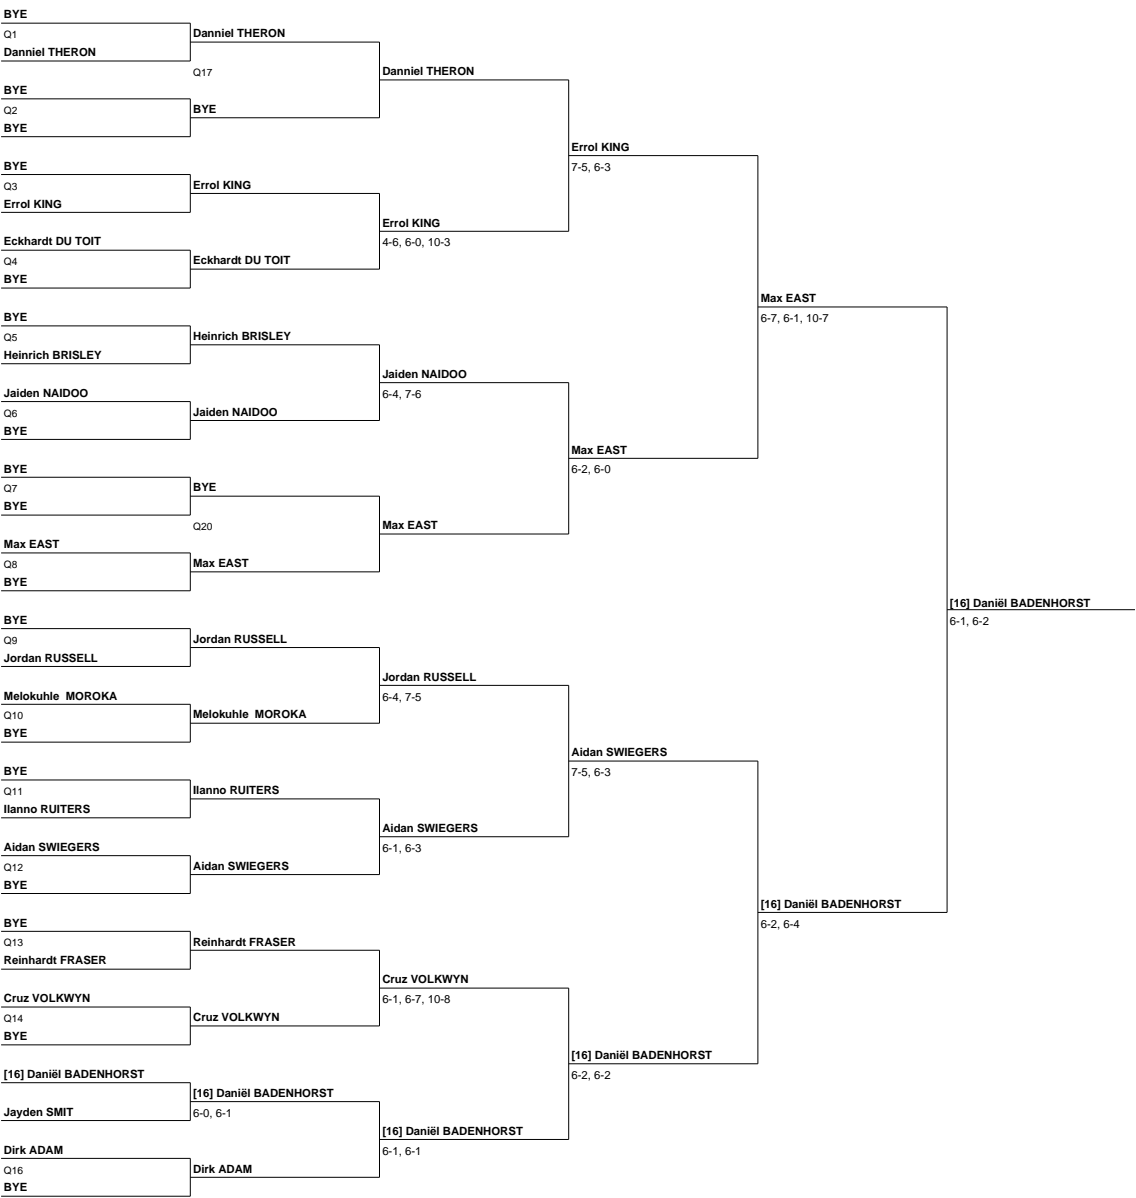 BYE
Q1
Danniel THERON
BYE
Q2
BYE
BYE
Q3
Errol KING
Eckhardt DU TOIT
Q4
BYE
BYE
Q5
Heinrich BRISLEY
Jaiden NAIDOO
Q6
BYE
BYE
Q7
BYE
Max EAST
Q8
BYE
BYE
Q9
Jordan RUSSELL
Melokuhle  MOROKA
Q10
BYE
BYE
Q11
Ilanno RUITERS
Aidan SWIEGERS
Q12
BYE
BYE
Q13
Reinhardt FRASER
Cruz VOLKWYN
Q14
BYE
[16] Daniël BADENHORST
Jayden SMIT
Dirk ADAM
Q16
BYE
Danniel THERON
Q17
BYE
Errol KING
Eckhardt DU TOIT
Heinrich BRISLEY
Jaiden NAIDOO
BYE
Q20
Max EAST
Jordan RUSSELL
Melokuhle  MOROKA
Ilanno RUITERS
Aidan SWIEGERS
Reinhardt FRASER
Cruz VOLKWYN
[16] Daniël BADENHORST
6-0, 6-1
Dirk ADAM
Danniel THERON
Errol KING
4-6, 6-0, 10-3
Jaiden NAIDOO
6-4, 7-6
Max EAST
Jordan RUSSELL
6-4, 7-5
Aidan SWIEGERS
6-1, 6-3
Cruz VOLKWYN
6-1, 6-7, 10-8
[16] Daniël BADENHORST
6-1, 6-1
Errol KING
7-5, 6-3
Max EAST
6-2, 6-0
Aidan SWIEGERS
7-5, 6-3
[16] Daniël BADENHORST
6-2, 6-2
Max EAST
6-7, 6-1, 10-7
[16] Daniël BADENHORST
6-2, 6-4
[16] Daniël BADENHORST
6-1, 6-2